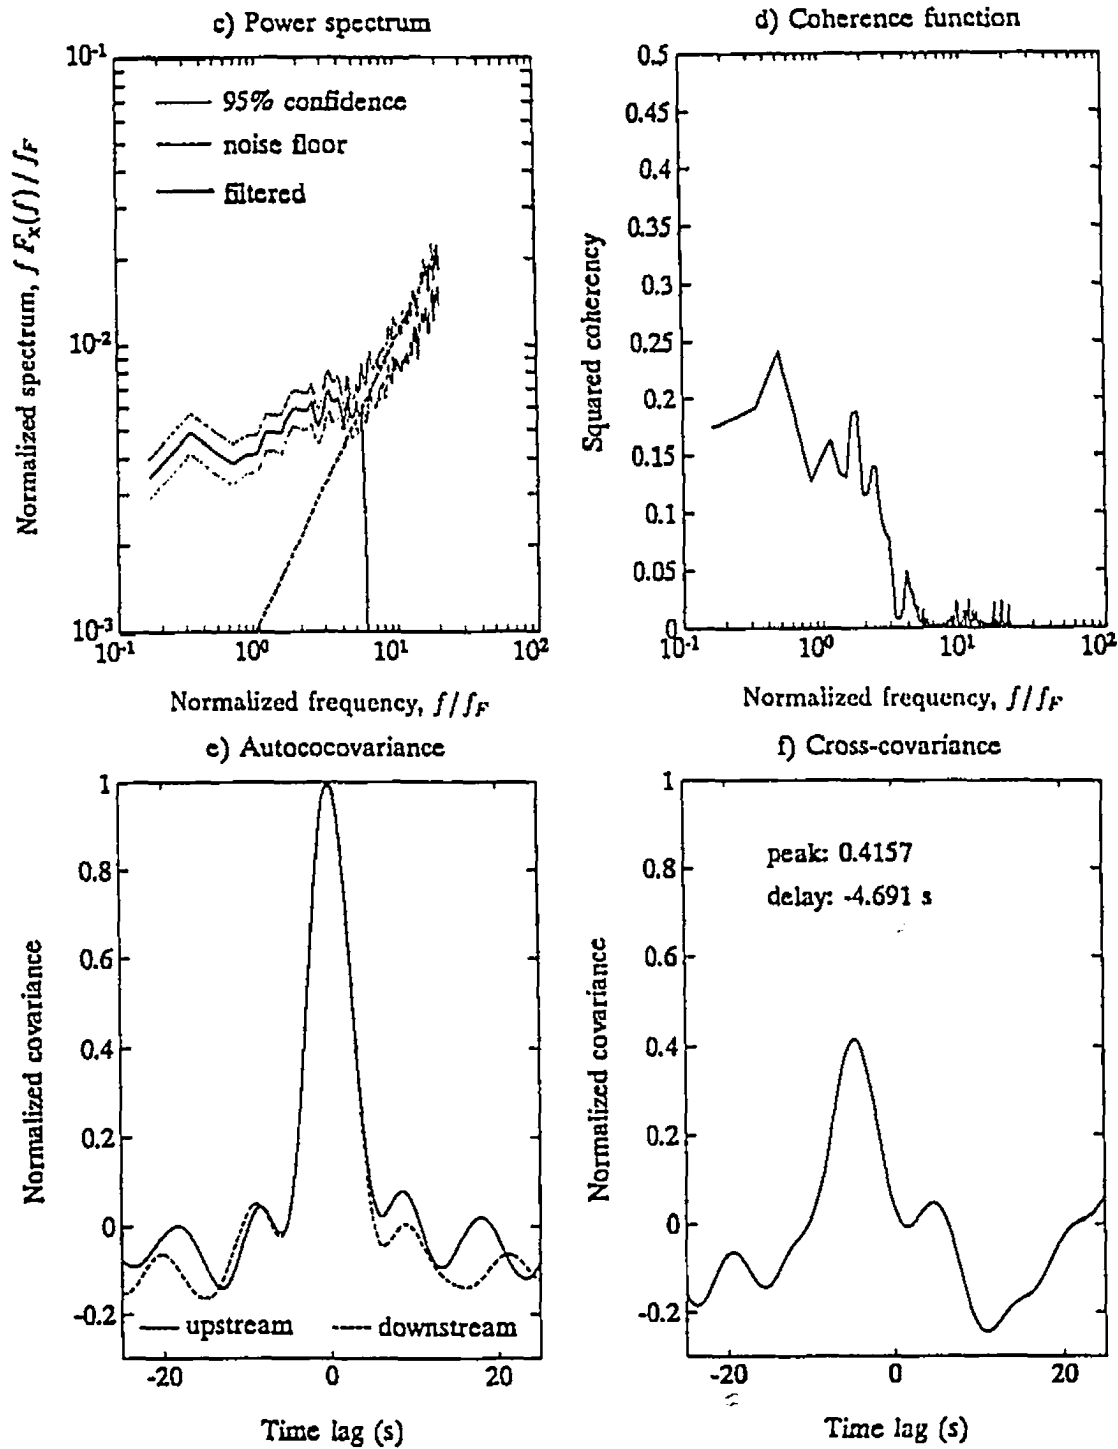 c) Power spectrum
10^-1
95% confidence
noise floor
filtered
10^-2
10^-3
10^-1
10^0
10^1
10^2
Normalized spectrum, f F_x(f) / f_F
Normalized frequency, f/f_F
d) Coherence function
0.5
0.45
0.4
0.35
0.3
0.25
0.2
0.15
0.1
0.05
0
10^-1
10^0
10^1
10^2
Squared coherency
Normalized frequency, f/f_F
e) Autococovariance
1
0.8
0.6
0.4
0.2
0
-0.2
upstream
downstream
-20
0
20
Normalized covariance
Time lag (s)
f) Cross-covariance
1
peak: 0.4157
0.8
delay: -4.691 s
0.6
0.4
0.2
0
-0.2
-20
0
20
Normalized covariance
Time lag (s)